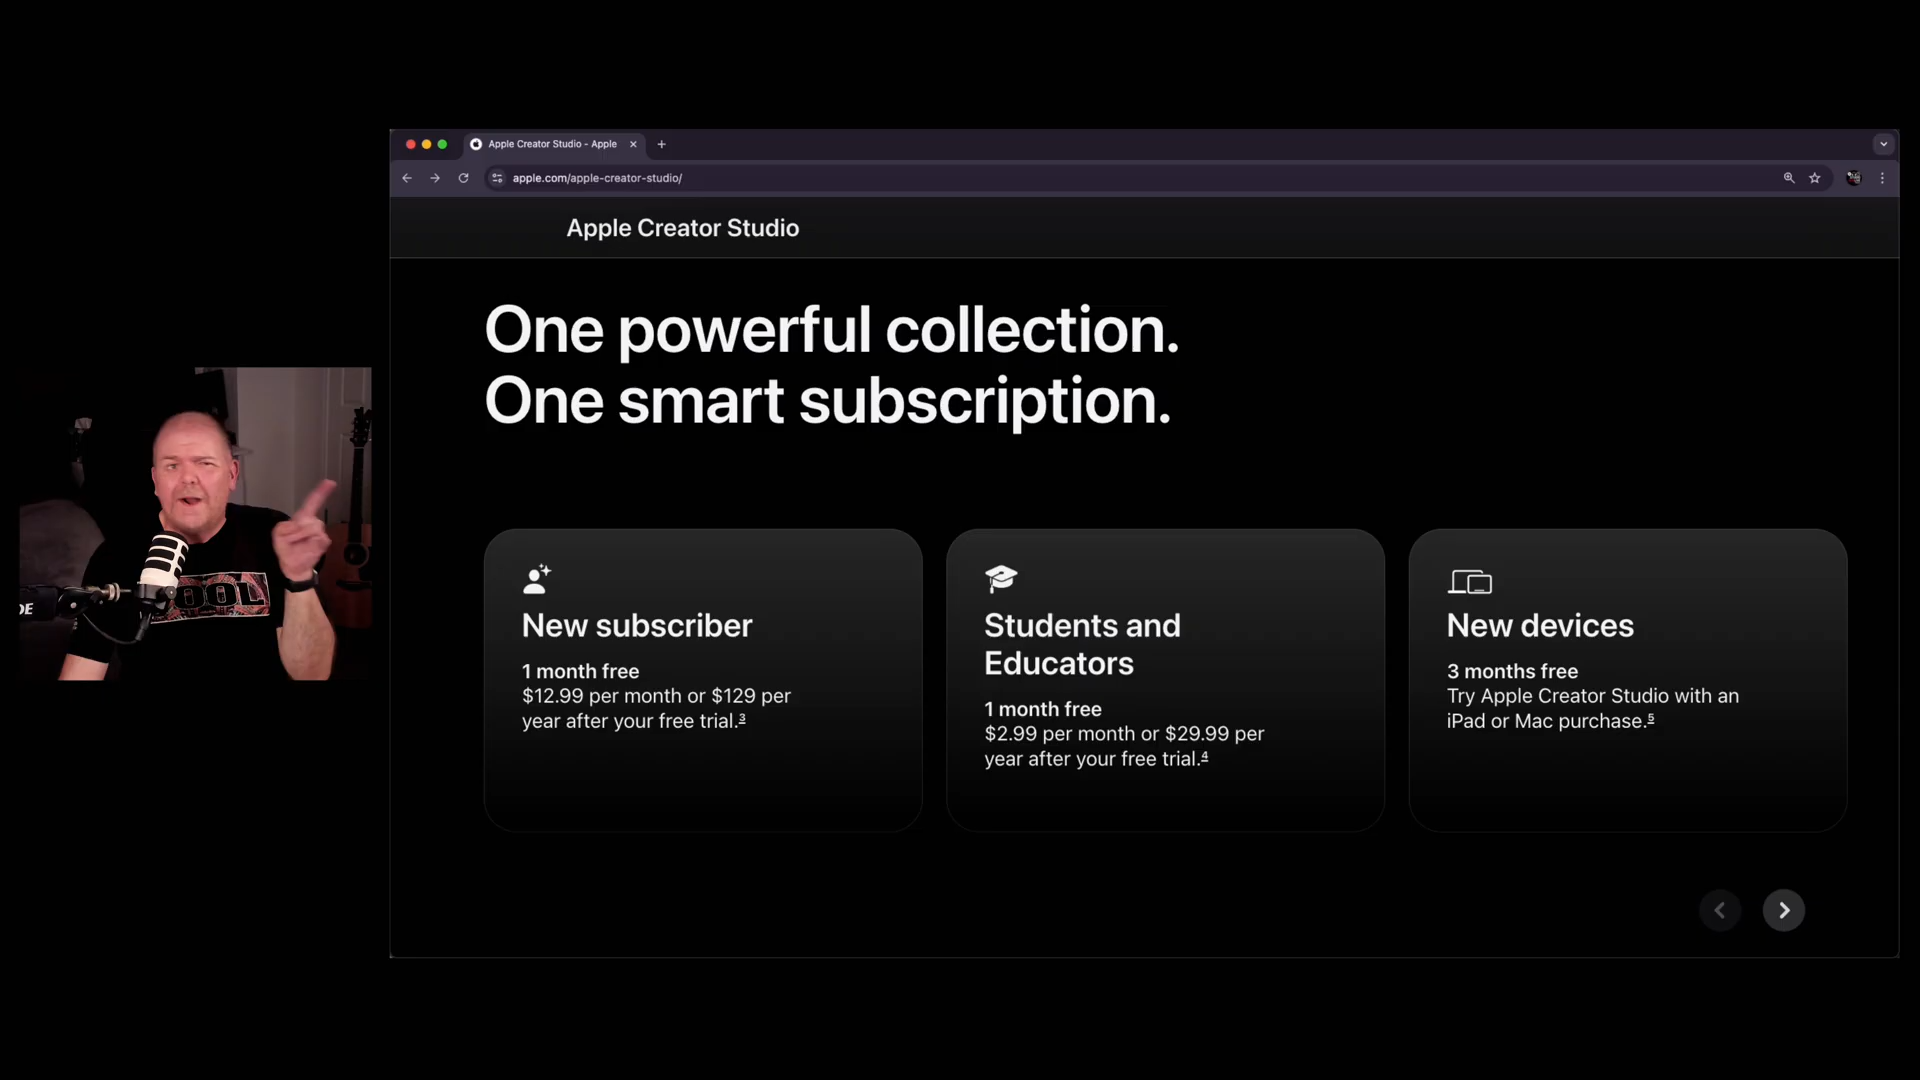 Apple Creator Studio - Apple
apple.com/apple-creator-studio/
Apple Creator Studio
One powerful collection.
One smart subscription.
New subscriber
1 month free
$12.99 per month or $129 per
year after your free trial.3
Students and
Educators
1 month free
$2.99 per month or $29.99 per
year after your free trial.4
New devices
3 months free
Try Apple Creator Studio with an
iPad or Mac purchase.5
DE